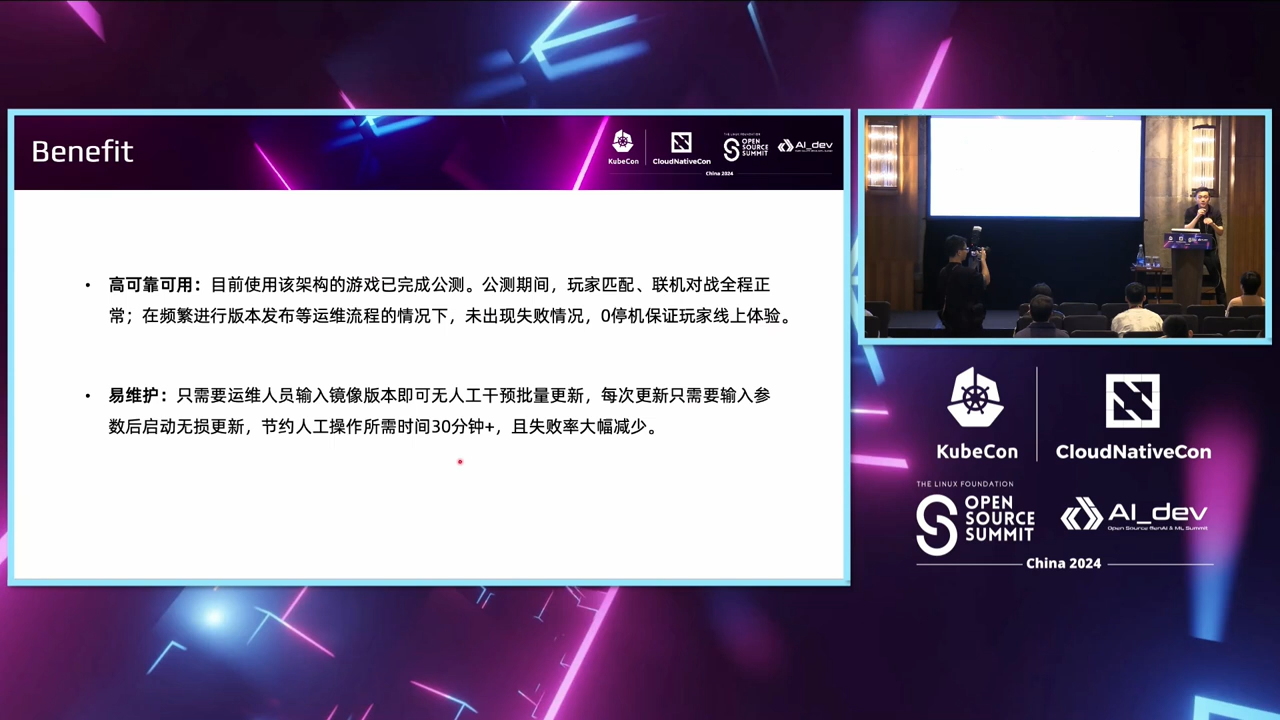 Benefit
KubeCon
CloudNativeCon
THE LINUX FOUNDATION
OPEN
SOURCE
SUMMIT
AI_dev
China 2024
• 高可靠可用：目前使用该架构的游戏已完成公测。公测期间，玩家匹配、联机对战全程正
常；在频繁进行版本发布等运维流程的情况下，未出现失败情况，0停机保证玩家线上体验。
• 易维护：只需要运维人员输入镜像版本即可无人工干预批量更新，每次更新只需要输入参
数后启动无损更新，节约人工操作所需时间30分钟+，且失败率大幅减少。
KubeCon
CloudNativeCon
THE LINUX FOUNDATION
OPEN
SOURCE
SUMMIT
AI_dev
Open Source GenAI & ML Summit
China 2024